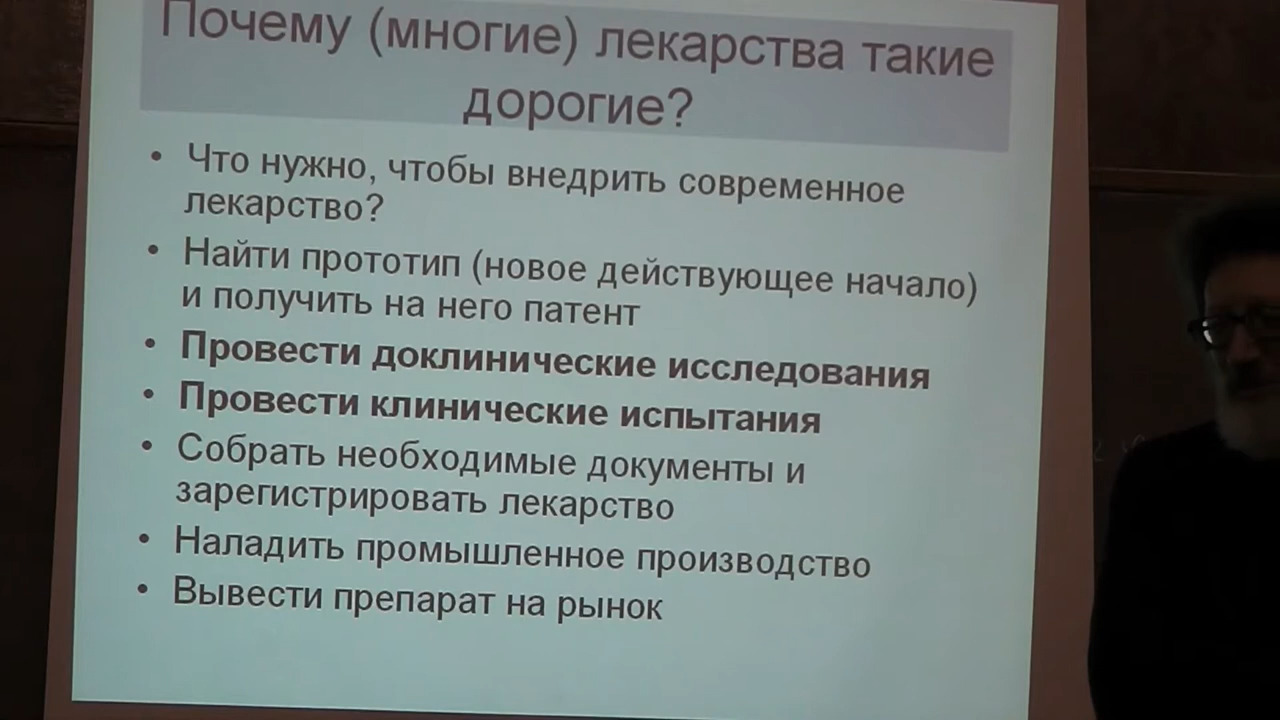 Почему (многие) лекарства такие
дорогие?
• Что нужно, чтобы внедрить современное
лекарство?
• Найти прототип (новое действующее начало)
и получить на него патент
• Провести доклинические исследования
• Провести клинические испытания
• Собрать необходимые документы и
зарегистрировать лекарство
• Наладить промышленное производство
• Вывести препарат на рынок